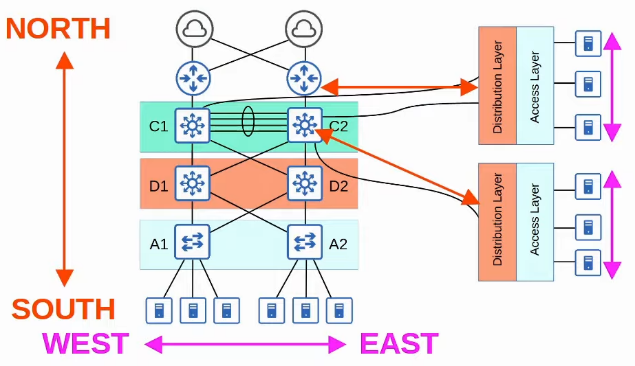 NORTH
C1
C2
D1
D2
A1
A2
SOUTH
WEST
EAST
Distribution Layer
Access Layer
Distribution Layer
Access Layer